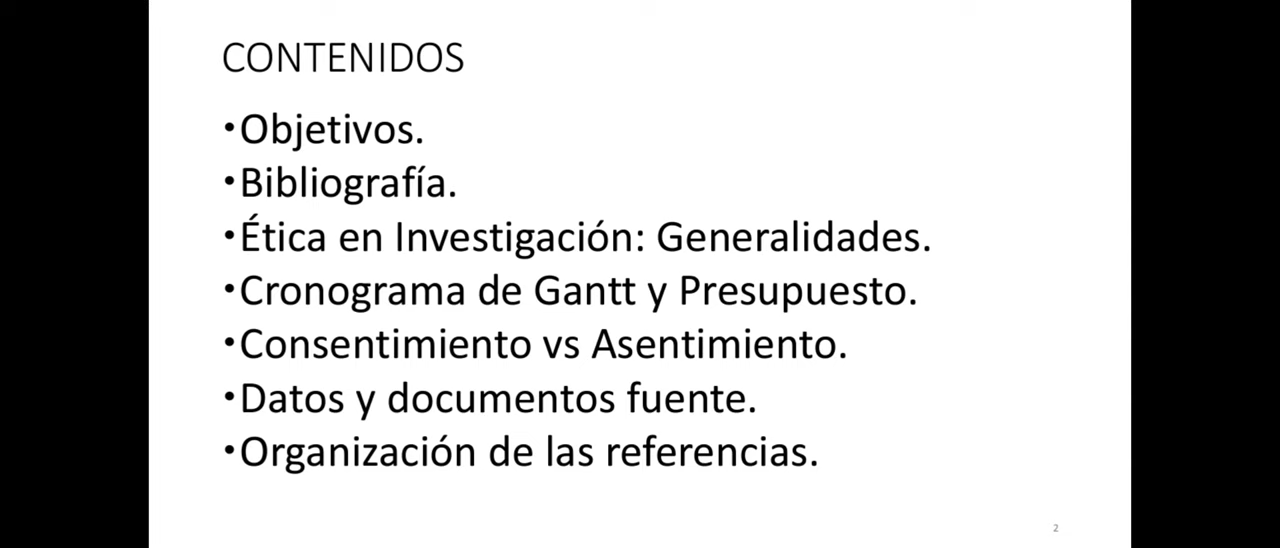 CONTENIDOS
•Objetivos.
•Bibliografía.
•Ética en Investigación: Generalidades.
•Cronograma de Gantt y Presupuesto.
•Consentimiento vs Asentimiento.
•Datos y documentos fuente.
•Organización de las referencias.
2